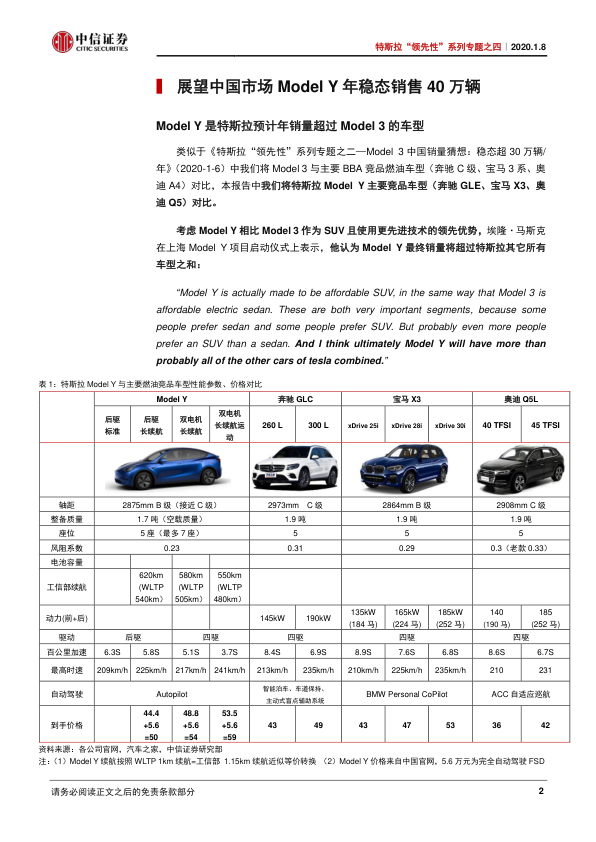 中信证券
CITIC SECURITIES
特斯拉“领先性”系列专题之四｜2020.1.8
展望中国市场 Model Y 年稳态销售 40 万辆
Model Y 是特斯拉预计年销量超过 Model 3 的车型
类似于《特斯拉“领先性”系列专题之二—Model 3 中国销量猜想：稳态超 30 万辆/
年》（2020-1-6）中我们将 Model 3 与主要 BBA 竞品燃油车型（奔驰 C 级、宝马 3 系、奥
迪 A4）对比，本报告中我们将特斯拉 Model Y 主要竞品车型（奔驰 GLE、宝马 X3、奥
迪 Q5）对比。
考虑 Model Y 相比 Model 3 作为 SUV 且使用更先进技术的领先优势，埃隆·马斯克
在上海 Model Y 项目启动仪式上表示，他认为 Model Y 最终销量将超过特斯拉其它所有
车型之和：
“Model Y is actually made to be affordable SUV, in the same way that Model 3 is
affordable electric sedan. These are both very important segments, because some
people prefer sedan and some people prefer SUV. But probably even more people
prefer an SUV than a sedan. And I think ultimately Model Y will have more than
probably all of the other cars of tesla combined.”
表 1：特斯拉 Model Y 与主要燃油竞品车型性能参数、价格对比
Model Y 奔驰 GLC 宝马 X3 奥迪 Q5L
后驱标准 后驱长续航 双电机长续航 双电机长续航运动 260 L 300 L xDrive 25i xDrive 28i xDrive 30i 40 TFSI 45 TFSI
轴距 2875mm B 级（接近 C 级） 2973mm C 级 2864mm B 级 2908mm C 级
整备质量 1.7 吨（空载质量） 1.9 吨 1.9 吨 1.9 吨
座位 5 座（最多 7 座） 5 5 5
风阻系数 0.23 0.31 0.29 0.3（老款 0.33）
电池容量
工信部续航 620km (WLTP 540km） 580km (WLTP 505km） 550km (WLTP 480km）
动力(前+后) 145kW 190kW 135kW (184 马) 165kW (224 马) 185kW (252 马) 140 (190 马) 185 (252 马)
驱动 后驱 四驱 四驱 四驱 四驱
百公里加速 6.3S 5.8S 5.1S 3.7S 8.4S 6.9S 8.9S 7.6S 6.8S 8.6S 6.7S
最高时速 209km/h 225km/h 217km/h 241km/h 213km/h 235km/h 210km/h 225km/h 235km/h 210 231
自动驾驶 Autopilot 智能泊车、车道保持、主动式盲点辅助系统 BMW Personal CoPilot ACC 自适应巡航
到手价格 44.4+5.6=50 48.8+5.6=54 53.5+5.6=59 43 49 43 47 53 36 42
资料来源：各公司官网，汽车之家，中信证券研究部
注：（1）Model Y 续航按照 WLTP 1km 续航=工信部 1.15km 续航近似等价转换 （2）Model Y 价格来自中国官网，5.6 万元为完全自动驾驶 FSD
请务必阅读正文之后的免责条款部分
2